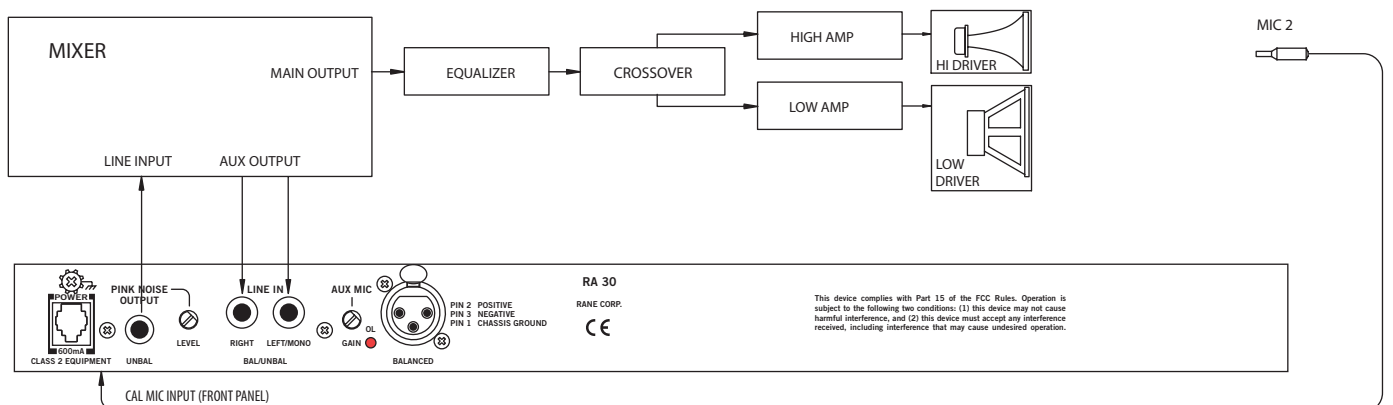 MIXER
MAIN OUTPUT
EQUALIZER
CROSSOVER
HIGH AMP
LOW AMP
HI DRIVER
LOW
DRIVER
MIC 2
LINE INPUT
AUX OUTPUT
POWER
600mA
CLASS 2 EQUIPMENT
PINK NOISE
OUTPUT
UNBAL
LEVEL
LINE IN
RIGHT
LEFT/MONO
BAL/UNBAL
AUX MIC
OL
GAIN
PIN 2 POSITIVE
PIN 3 NEGATIVE
PIN 1 CHASSIS GROUND
BALANCED
RA 30
RANE CORP.
CE
This device complies with Part 15 of the FCC Rules. Operation is
subject to the following two conditions: (1) this device may not cause
harmful interference, and (2) this device must accept any interference
received, including interference that may cause undesired operation.
CAL MIC INPUT (FRONT PANEL)